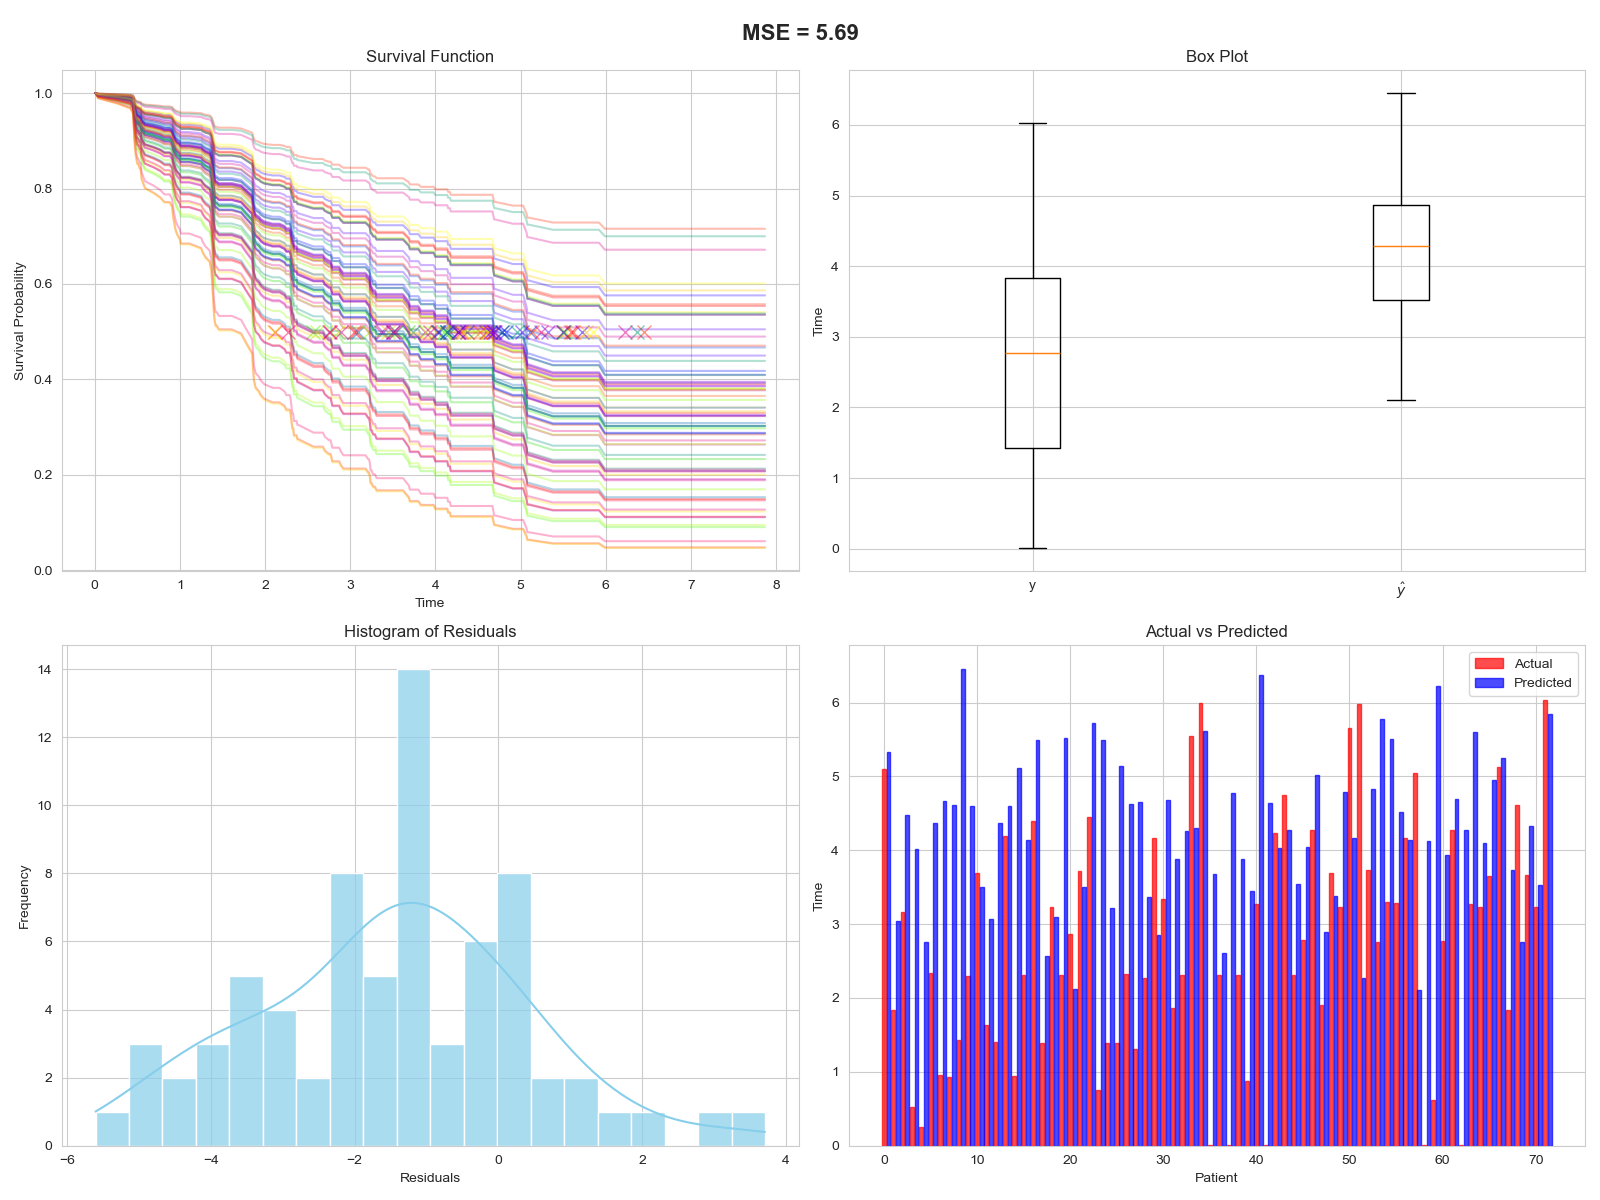 MSE = 5.69
Survival Function
Survival Probability
1.0
0.8
0.6
0.4
0.2
0.0
0 1 2 3 4 5 6 7 8
Time
Box Plot
Time
6
5
4
3
2
1
0
y ŷ
Histogram of Residuals
Frequency
14
12
10
8
6
4
2
0
−6 −4 −2 0 2 4
Residuals
Actual vs Predicted
Actual
Predicted
Time
6
5
4
3
2
1
0
0 10 20 30 40 50 60 70
Patient